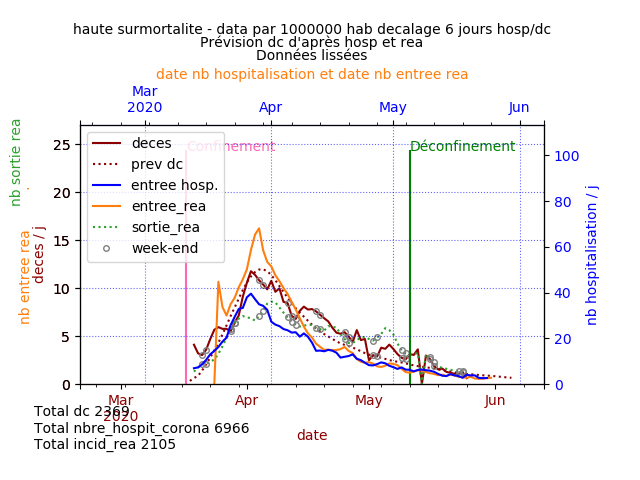 haute surmortalite - data par 1000000 hab decalage 6 jours hosp/dc
Prévision dc d'après hosp et rea
Données lissées
date nb hospitalisation et date nb entree rea
Mar
2020
Apr
May
Jun
nb sortie rea
nb entree rea
deces / j
25
20
15
10
5
0
deces
prev dc
entree hosp.
entree_rea
sortie_rea
week-end
Confinement
Déconfinement
100
80
60
40
20
0
nb hospitalisation / j
Mar
2020
Apr
May
Jun
date
Total dc 2369
Total nbre_hospit_corona 6966
Total incid_rea 2105